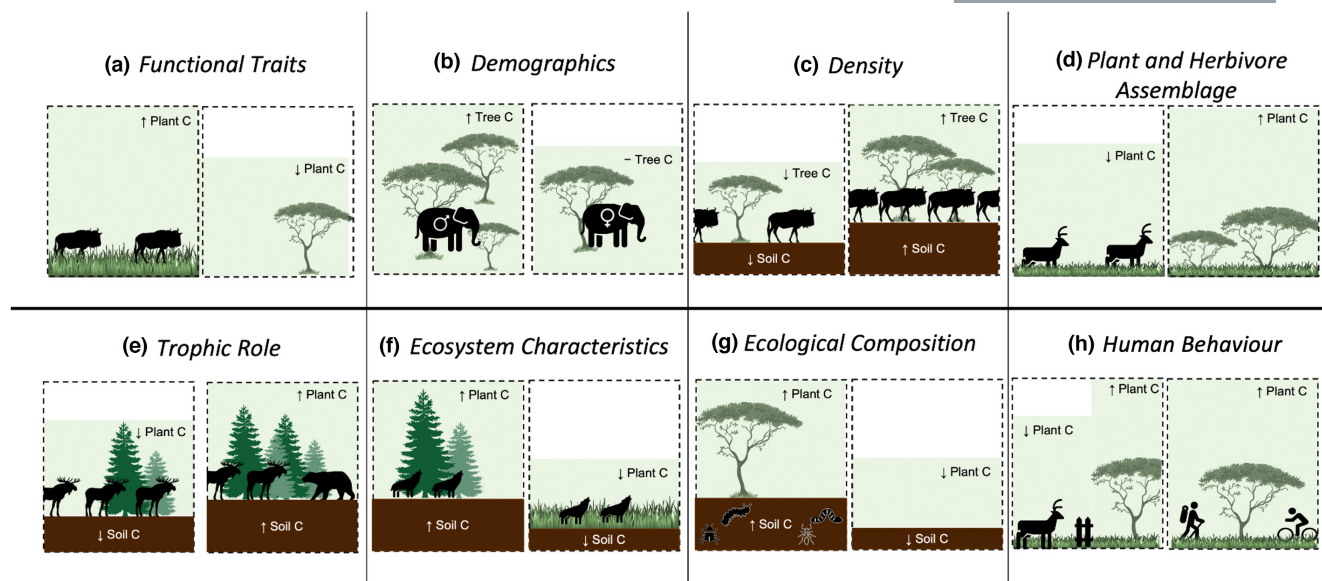 (a) Functional Traits
↑ Plant C
↓ Plant C
(b) Demographics
↑ Tree C
– Tree C
(c) Density
↓ Tree C
↓ Soil C
↑ Tree C
↑ Soil C
(d) Plant and Herbivore
Assemblage
↓ Plant C
↑ Plant C
(e) Trophic Role
↓ Plant C
↓ Soil C
↑ Plant C
↑ Soil C
(f) Ecosystem Characteristics
↑ Plant C
↑ Soil C
↓ Plant C
↓ Soil C
(g) Ecological Composition
↑ Plant C
↑ Soil C
↓ Plant C
↓ Soil C
(h) Human Behaviour
↓ Plant C
↑ Plant C
↑ Plant C